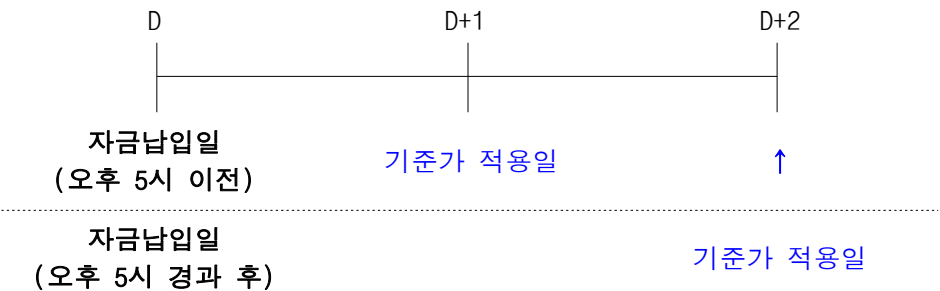 D D+1 D+2
자금납입일
(오후 5시 이전)
기준가 적용일
↑
자금납입일
(오후 5시 경과 후)
기준가 적용일